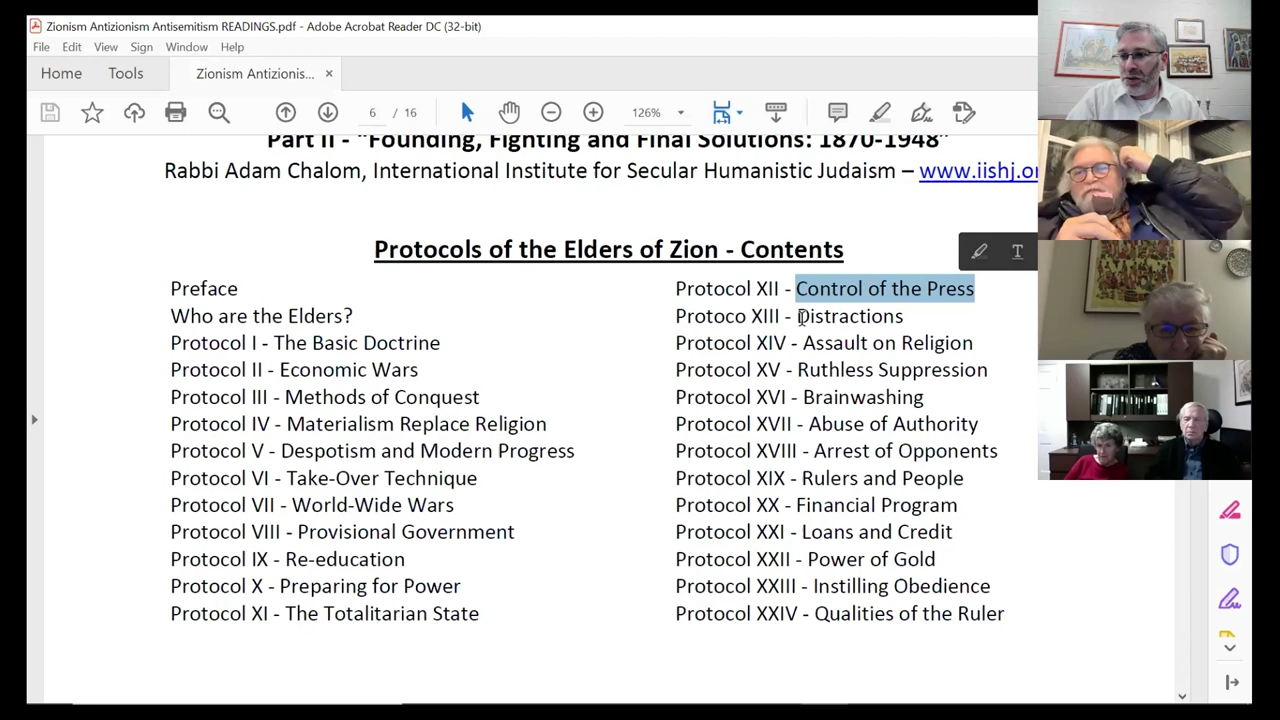 Zionism Antizionism Antisemitism READINGS.pdf - Adobe Acrobat Reader DC (32-bit)
File Edit View Sign Window Help
Home Tools Zionism Antizionis... ×
6 / 16 126%
Part II - "Founding, Fighting and Final Solutions: 1870-1948"
Rabbi Adam Chalom, International Institute for Secular Humanistic Judaism – www.iishj.or
Protocols of the Elders of Zion - Contents
Preface
Who are the Elders?
Protocol I - The Basic Doctrine
Protocol II - Economic Wars
Protocol III - Methods of Conquest
Protocol IV - Materialism Replace Religion
Protocol V - Despotism and Modern Progress
Protocol VI - Take-Over Technique
Protocol VII - World-Wide Wars
Protocol VIII - Provisional Government
Protocol IX - Re-education
Protocol X - Preparing for Power
Protocol XI - The Totalitarian State
Protocol XII - Control of the Press
Protoco XIII - Distractions
Protocol XIV - Assault on Religion
Protocol XV - Ruthless Suppression
Protocol XVI - Brainwashing
Protocol XVII - Abuse of Authority
Protocol XVIII - Arrest of Opponents
Protocol XIX - Rulers and People
Protocol XX - Financial Program
Protocol XXI - Loans and Credit
Protocol XXII - Power of Gold
Protocol XXIII - Instilling Obedience
Protocol XXIV - Qualities of the Ruler